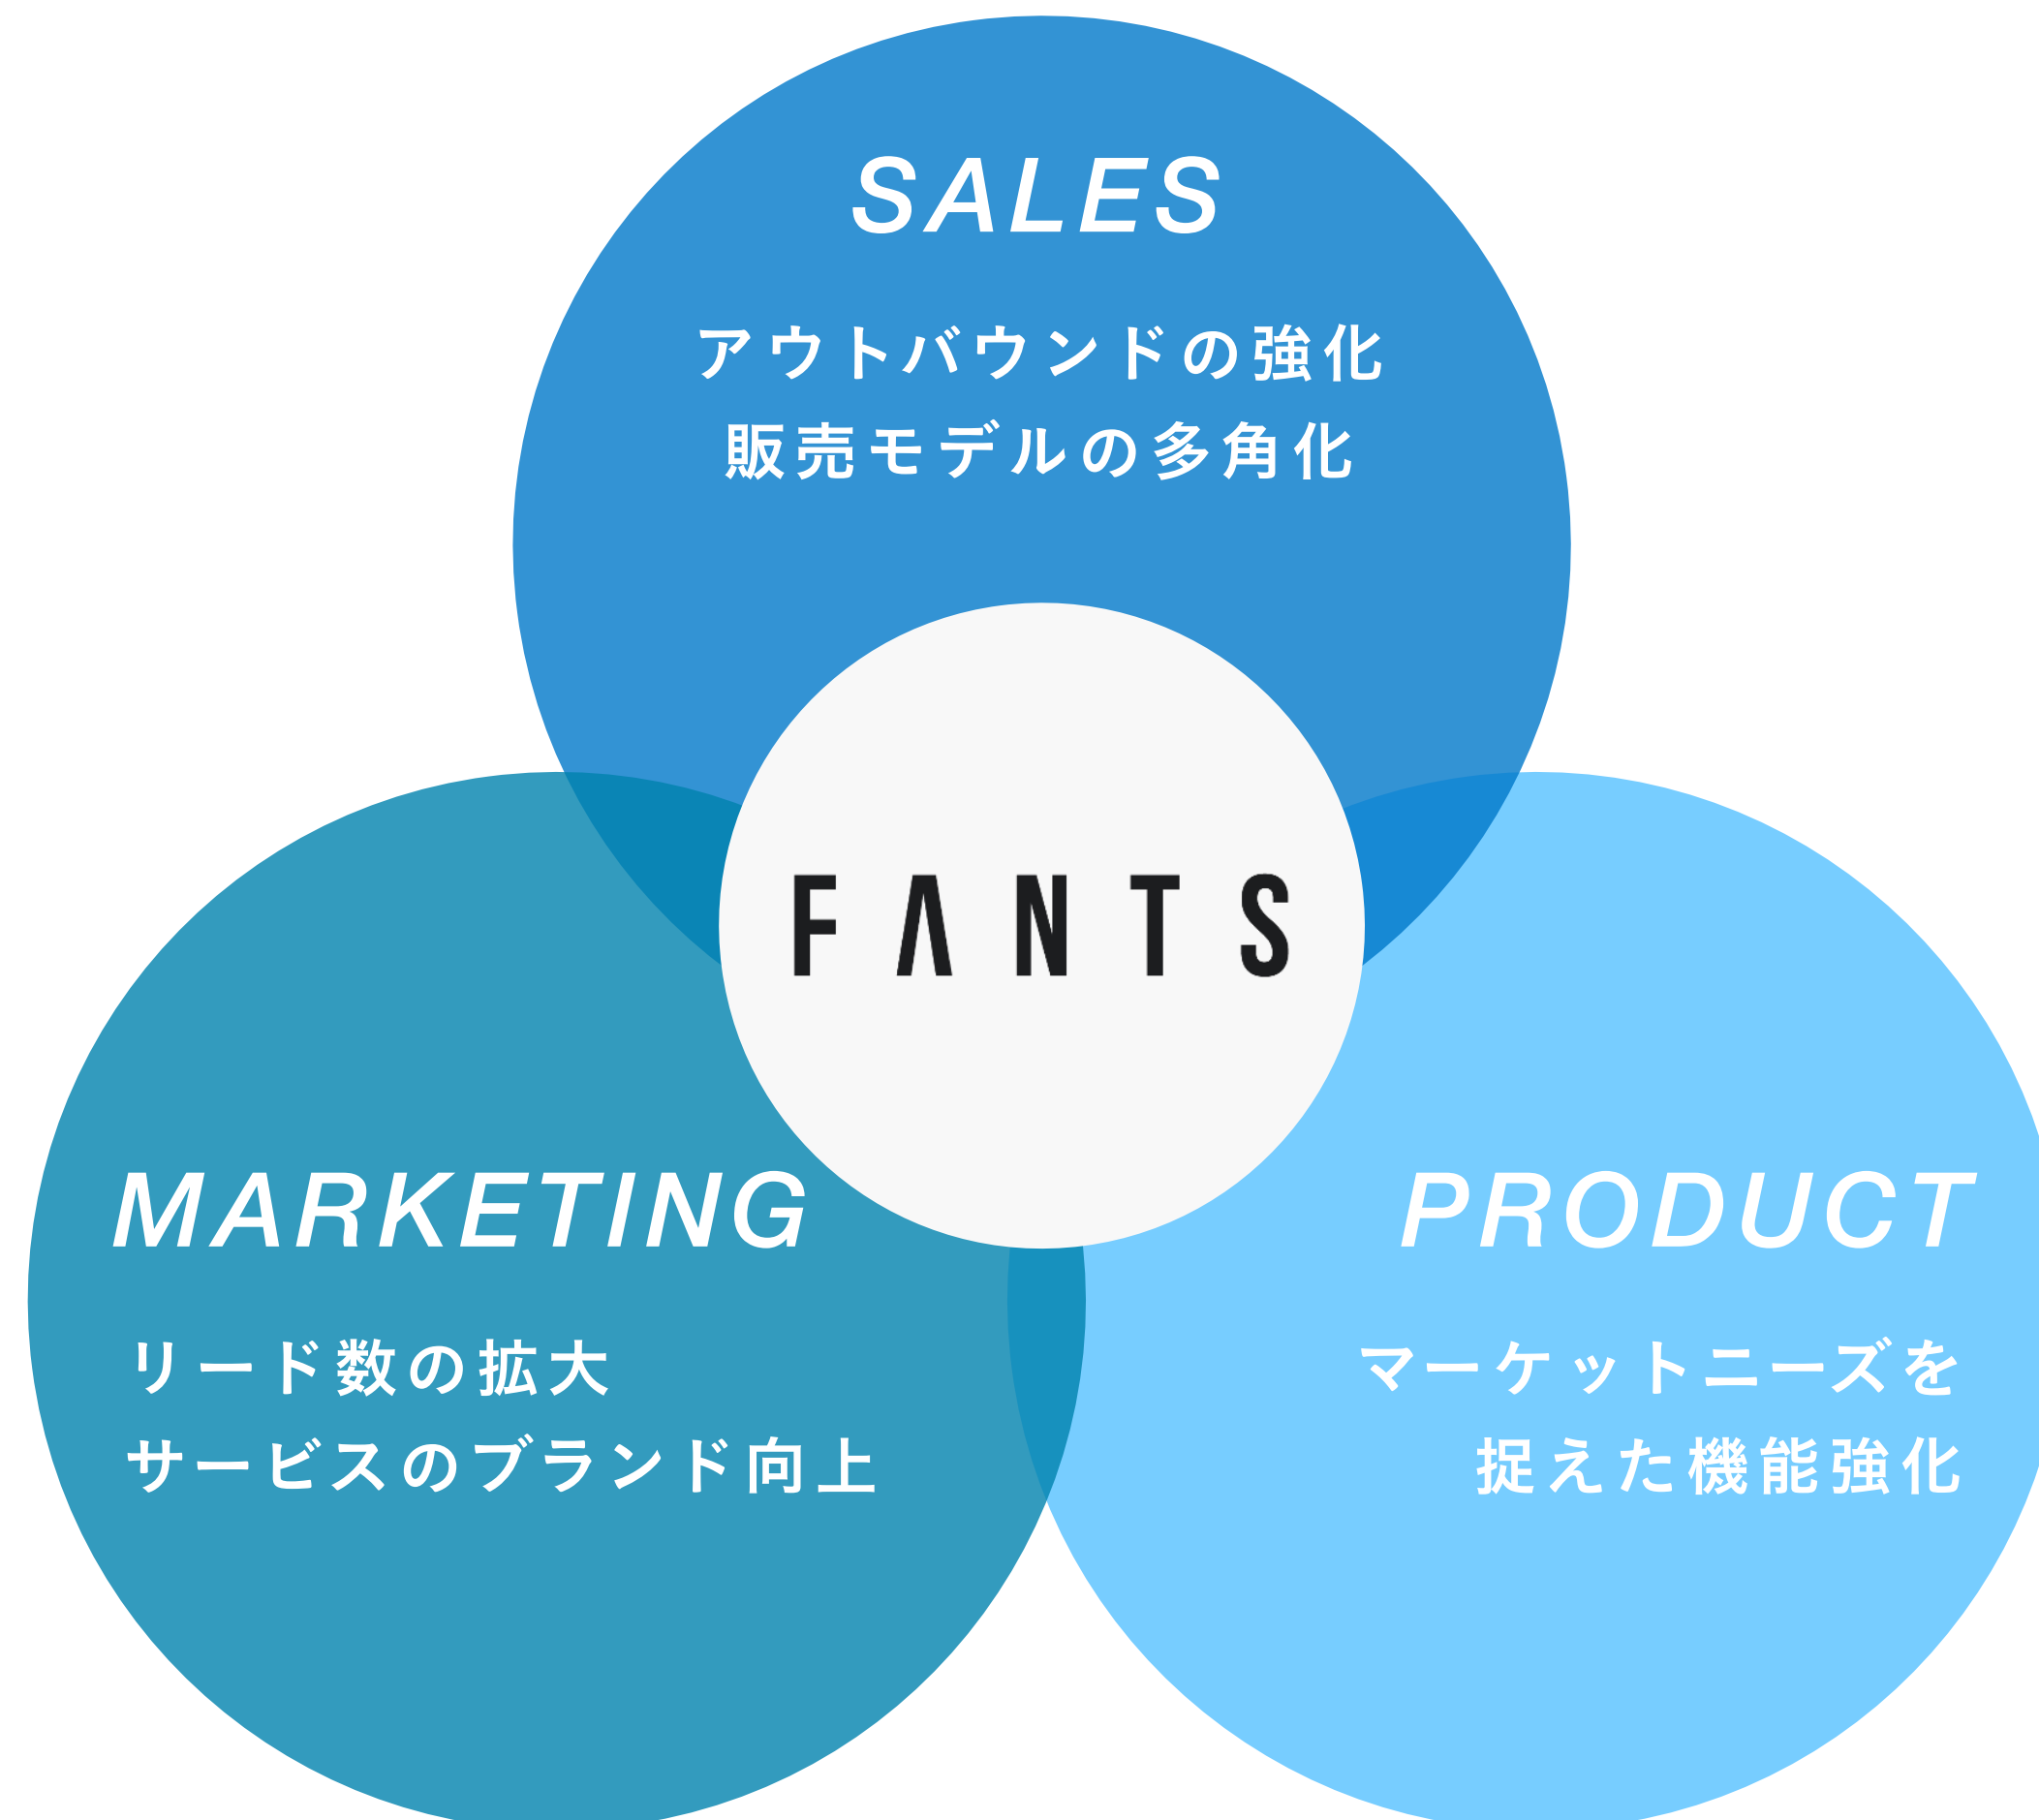 SALES
アウトバウンドの強化
販売モデルの多角化
FANTS
MARKETING
リード数の拡大
サービスのブランド向上
PRODUCT
マーケットニーズを
捉えた機能強化